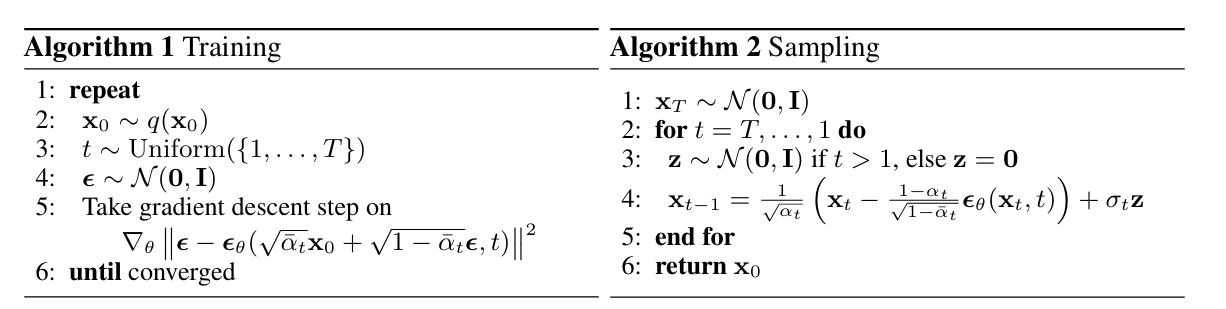 Algorithm 1 Training
1: repeat
2: x₀ ∼ q(x₀)
3: t ∼ Uniform({1, . . . , T})
4: ϵ ∼ 𝒩(0, I)
5: Take gradient descent step on
∇θ ‖ϵ − ϵθ(√ᾱₜ x₀ + √1 − ᾱₜ ϵ, t)‖²
6: until converged
Algorithm 2 Sampling
1: x_T ∼ 𝒩(0, I)
2: for t = T, . . . , 1 do
3: z ∼ 𝒩(0, I) if t > 1, else z = 0
4: xₜ₋₁ = 1/√αₜ (xₜ − (1−αₜ)/√(1−ᾱₜ) ϵθ(xₜ, t)) + σₜz
5: end for
6: return x₀